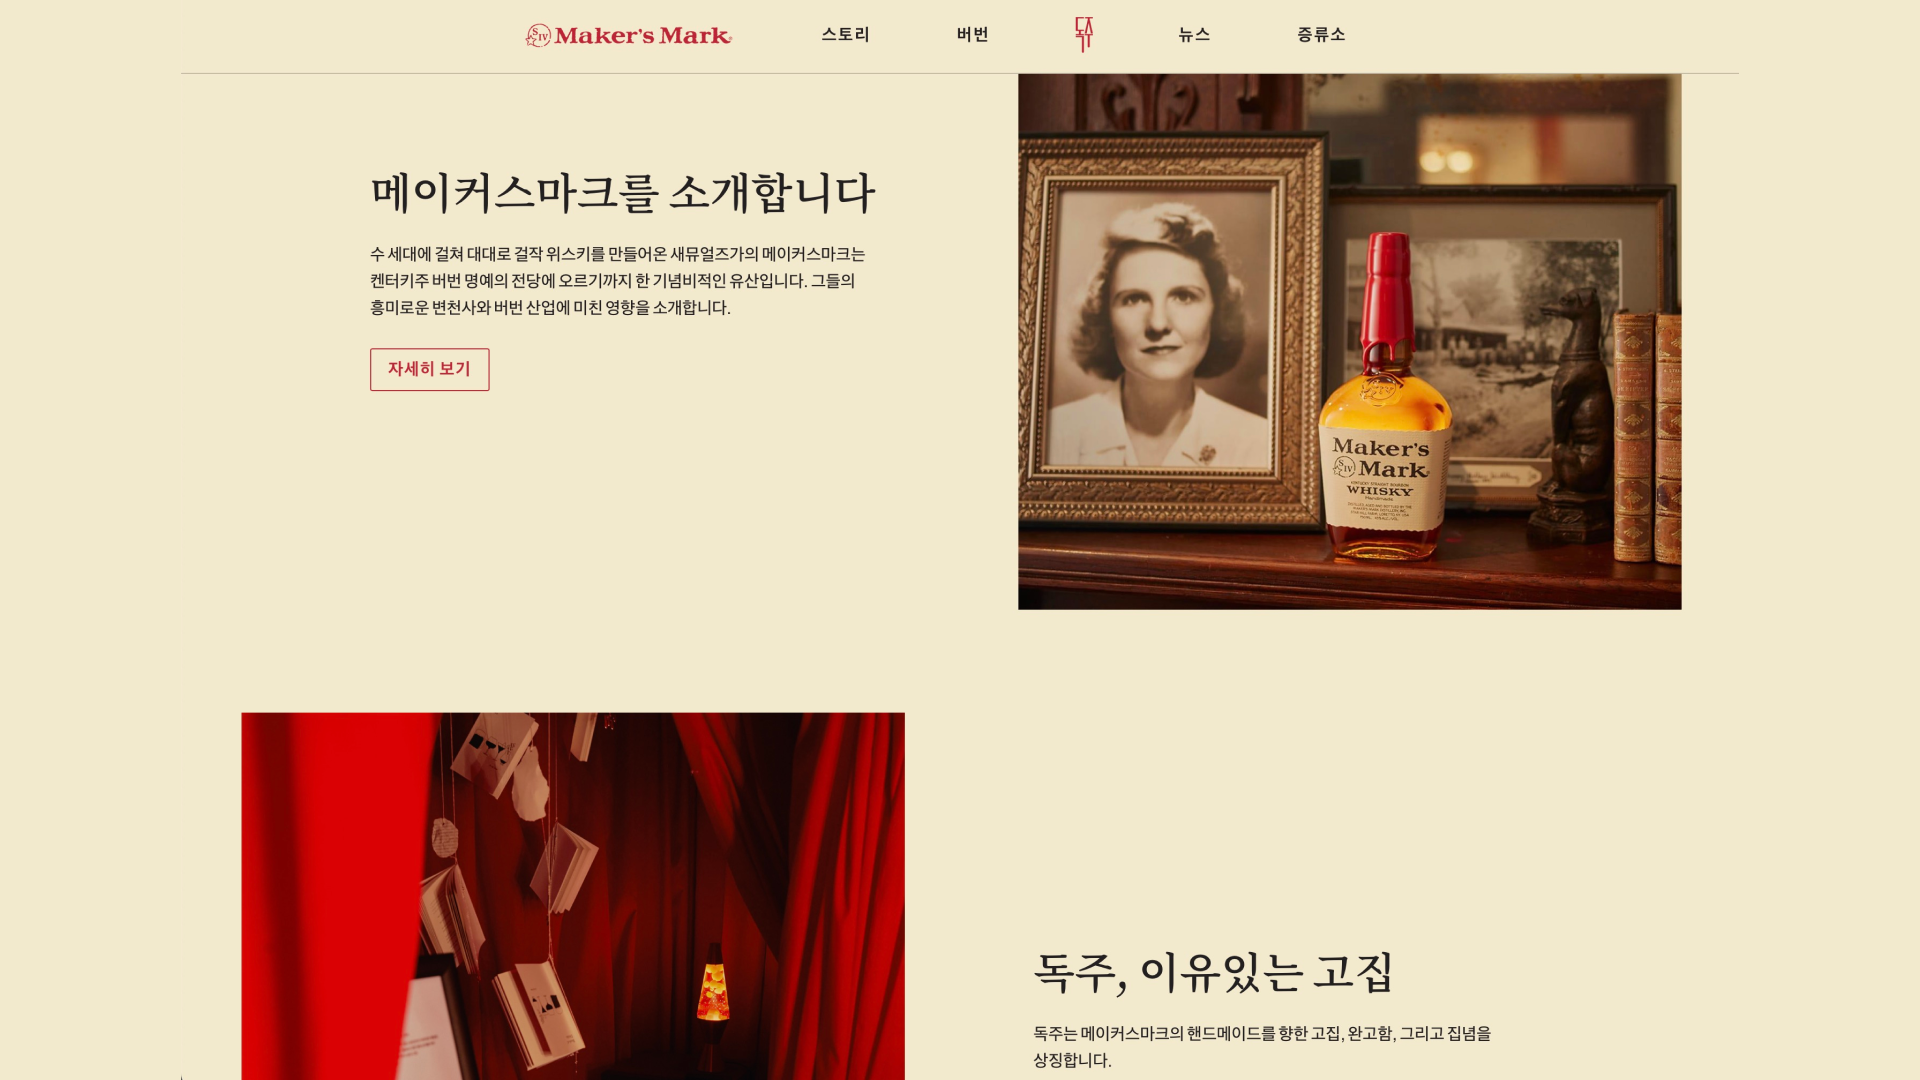 Maker's Mark
스토리
버번
뉴스
증류소
메이커스마크를 소개합니다
수 세대에 걸쳐 대대로 걸작 위스키를 만들어온 새뮤얼즈가의 메이커스마크는
켄터키주 버번 명예의 전당에 오르기까지 한 기념비적인 유산입니다. 그들의
흥미로운 변천사와 버번 산업에 미친 영향을 소개합니다.
자세히 보기
Maker's
SIV Mark
KENTUCKY STRAIGHT BOURBON
WHISKY
Handmade
독주, 이유있는 고집
독주는 메이커스마크의 핸드메이드를 향한 고집, 완고함, 그리고 집념을
상징합니다.